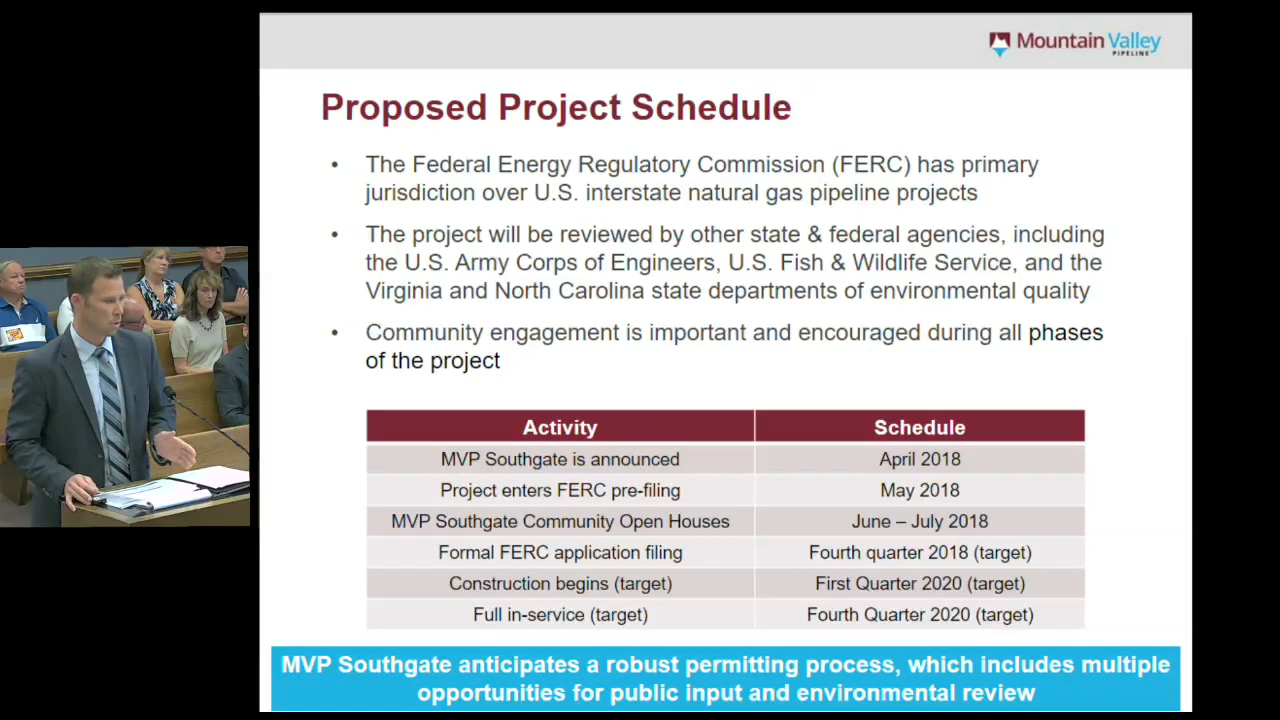 Mountain Valley
PIPELINE
Proposed Project Schedule
• The Federal Energy Regulatory Commission (FERC) has primary
jurisdiction over U.S. interstate natural gas pipeline projects
• The project will be reviewed by other state & federal agencies, including
the U.S. Army Corps of Engineers, U.S. Fish & Wildlife Service, and the
Virginia and North Carolina state departments of environmental quality
• Community engagement is important and encouraged during all phases
of the project
Activity Schedule
MVP Southgate is announced April 2018
Project enters FERC pre-filing May 2018
MVP Southgate Community Open Houses June – July 2018
Formal FERC application filing Fourth quarter 2018 (target)
Construction begins (target) First Quarter 2020 (target)
Full in-service (target) Fourth Quarter 2020 (target)
MVP Southgate anticipates a robust permitting process, which includes multiple
opportunities for public input and environmental review